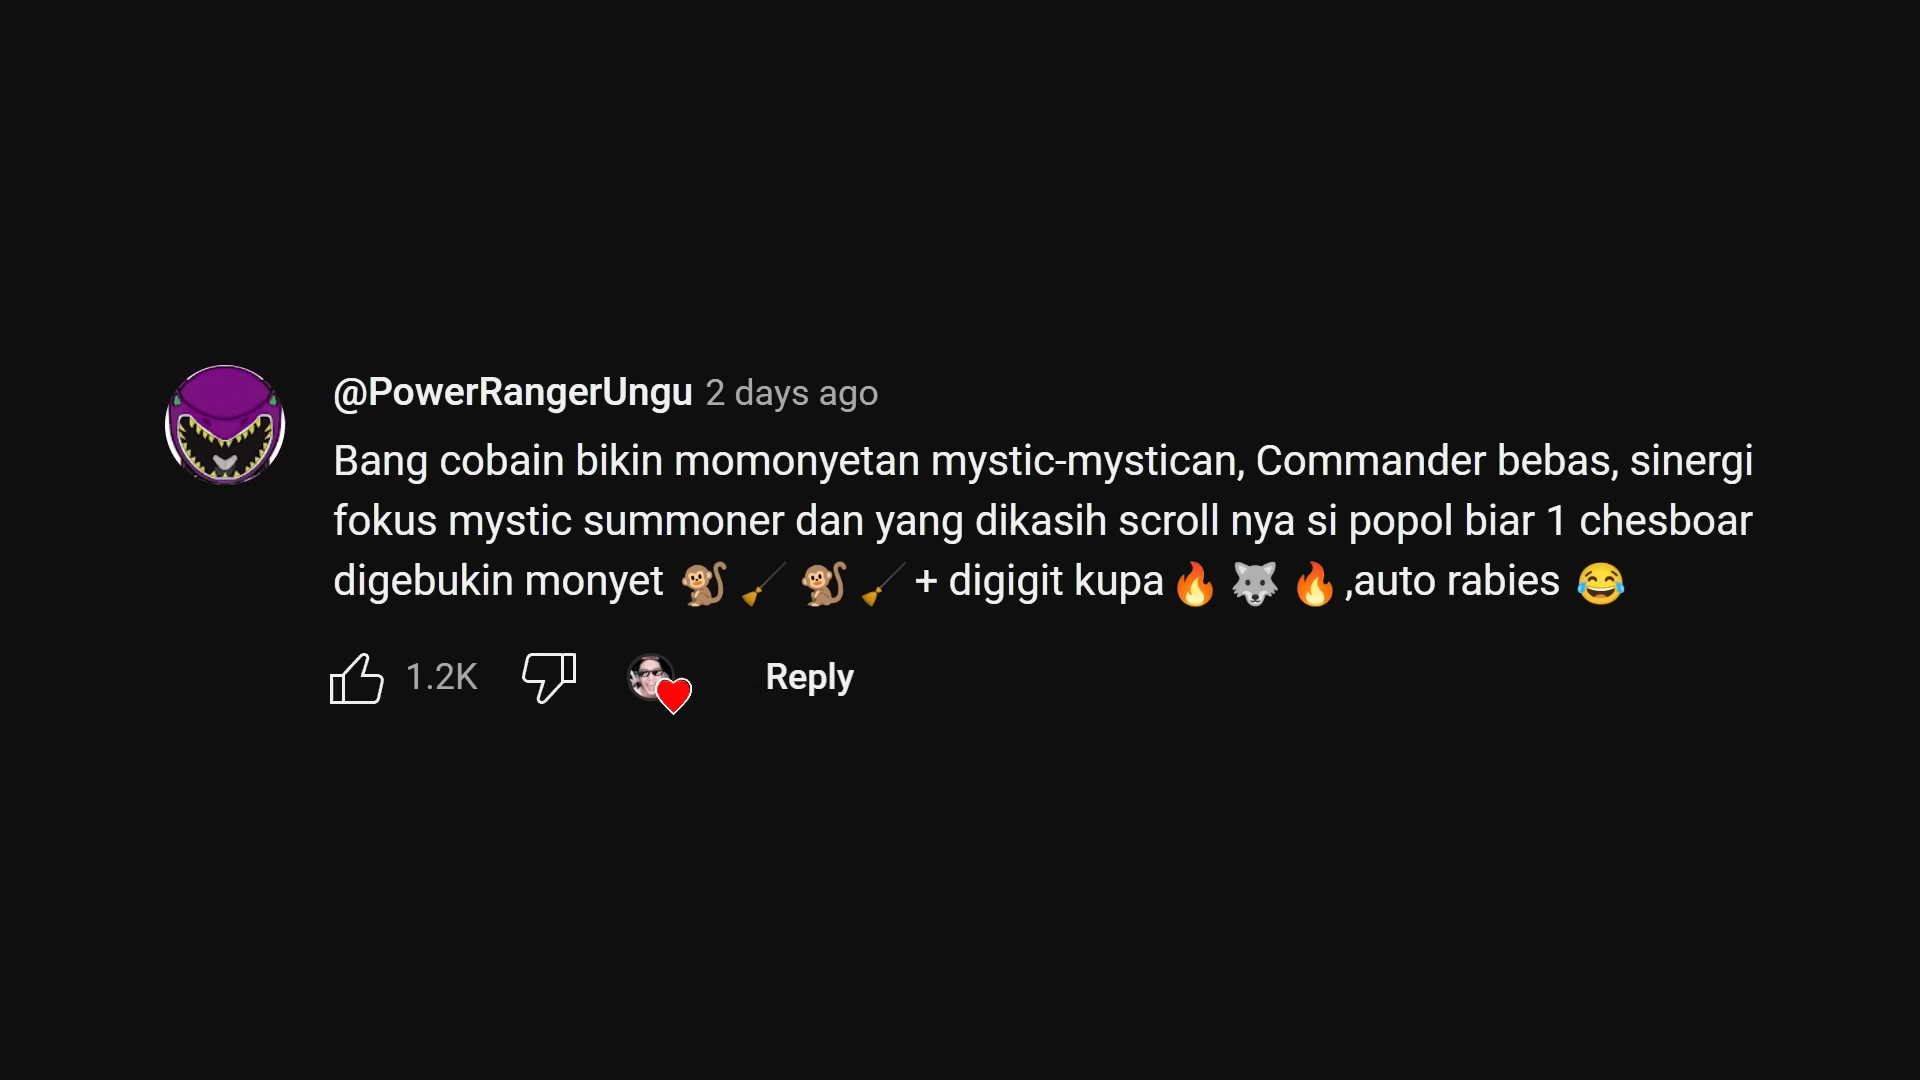 @PowerRangerUngu 2 days ago
Bang cobain bikin momonyetan mystic-mystican, Commander bebas, sinergi
fokus mystic summoner dan yang dikasih scroll nya si popol biar 1 chesboar
digebukin monyet 🐒 🧹 🐒 🧹 + digigit kupa🔥 🐺 🔥 ,auto rabies 😂
1.2K Reply